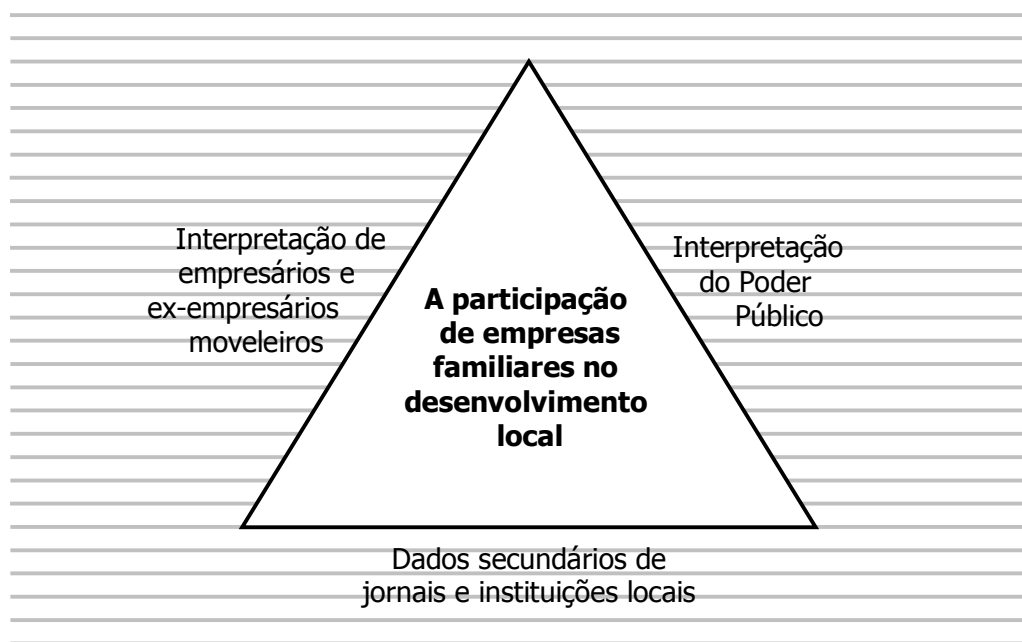 Interpretação de
empresários e
ex-empresários
moveleiros
Interpretação
do Poder
Público
A participação
de empresas
familiares no
desenvolvimento
local
Dados secundários de
jornais e instituições locais